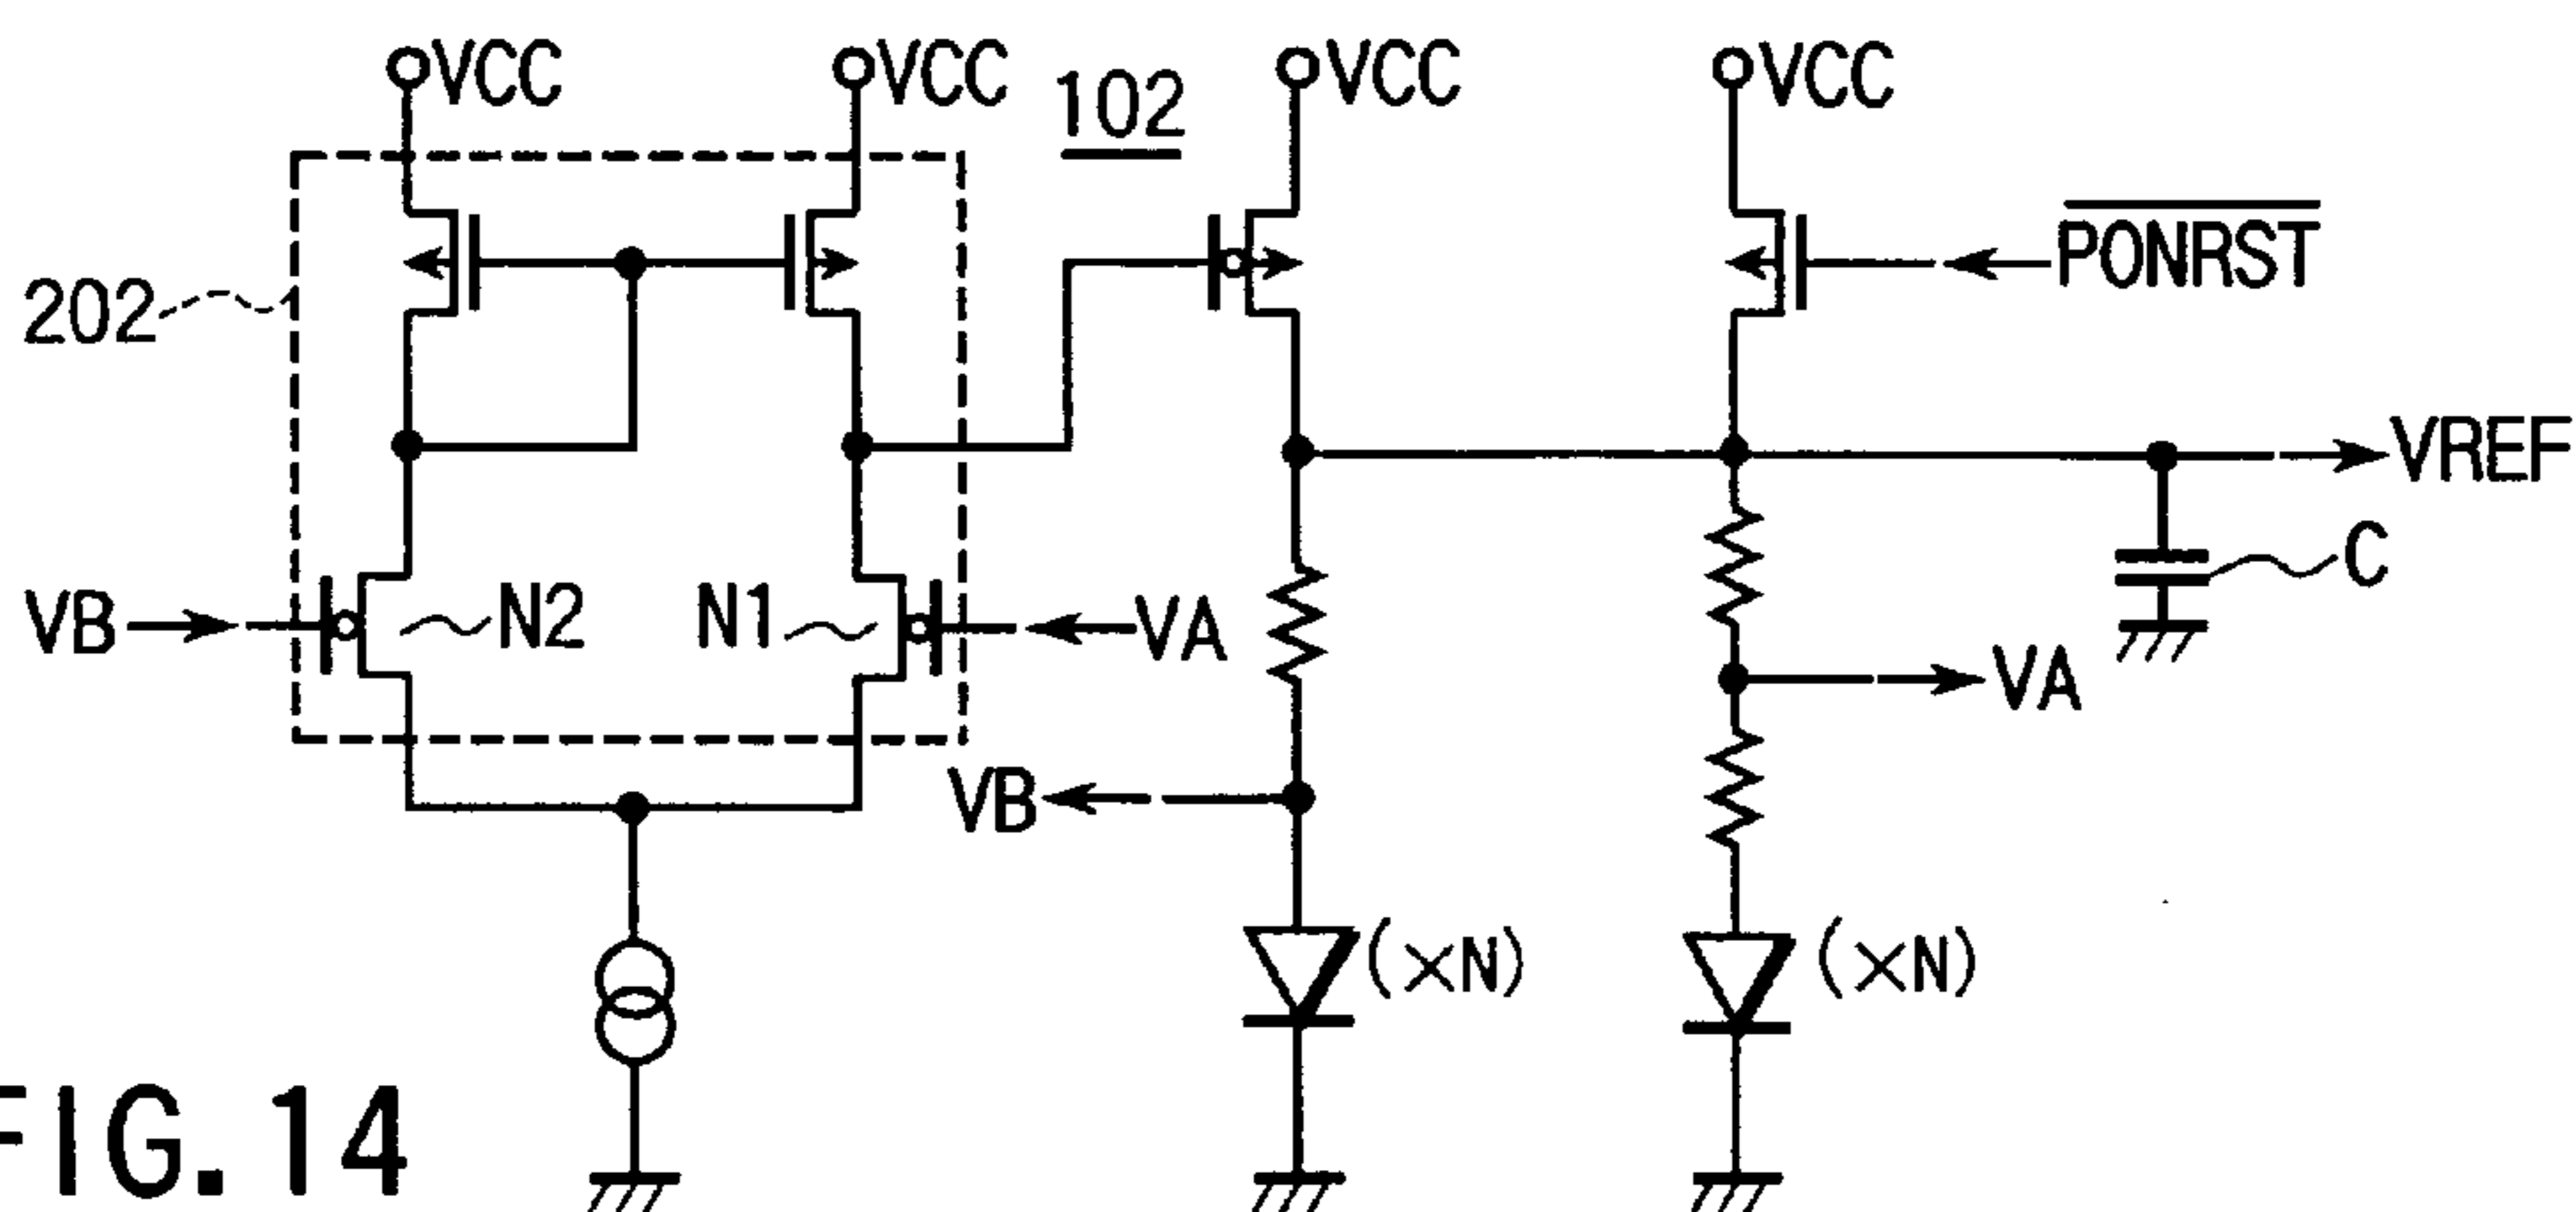 VCC
VCC
102
VCC
VCC
PONRST
202
VREF
C
VB
N2
N1
VA
VA
VB
(×N)
(×N)
FIG. 14